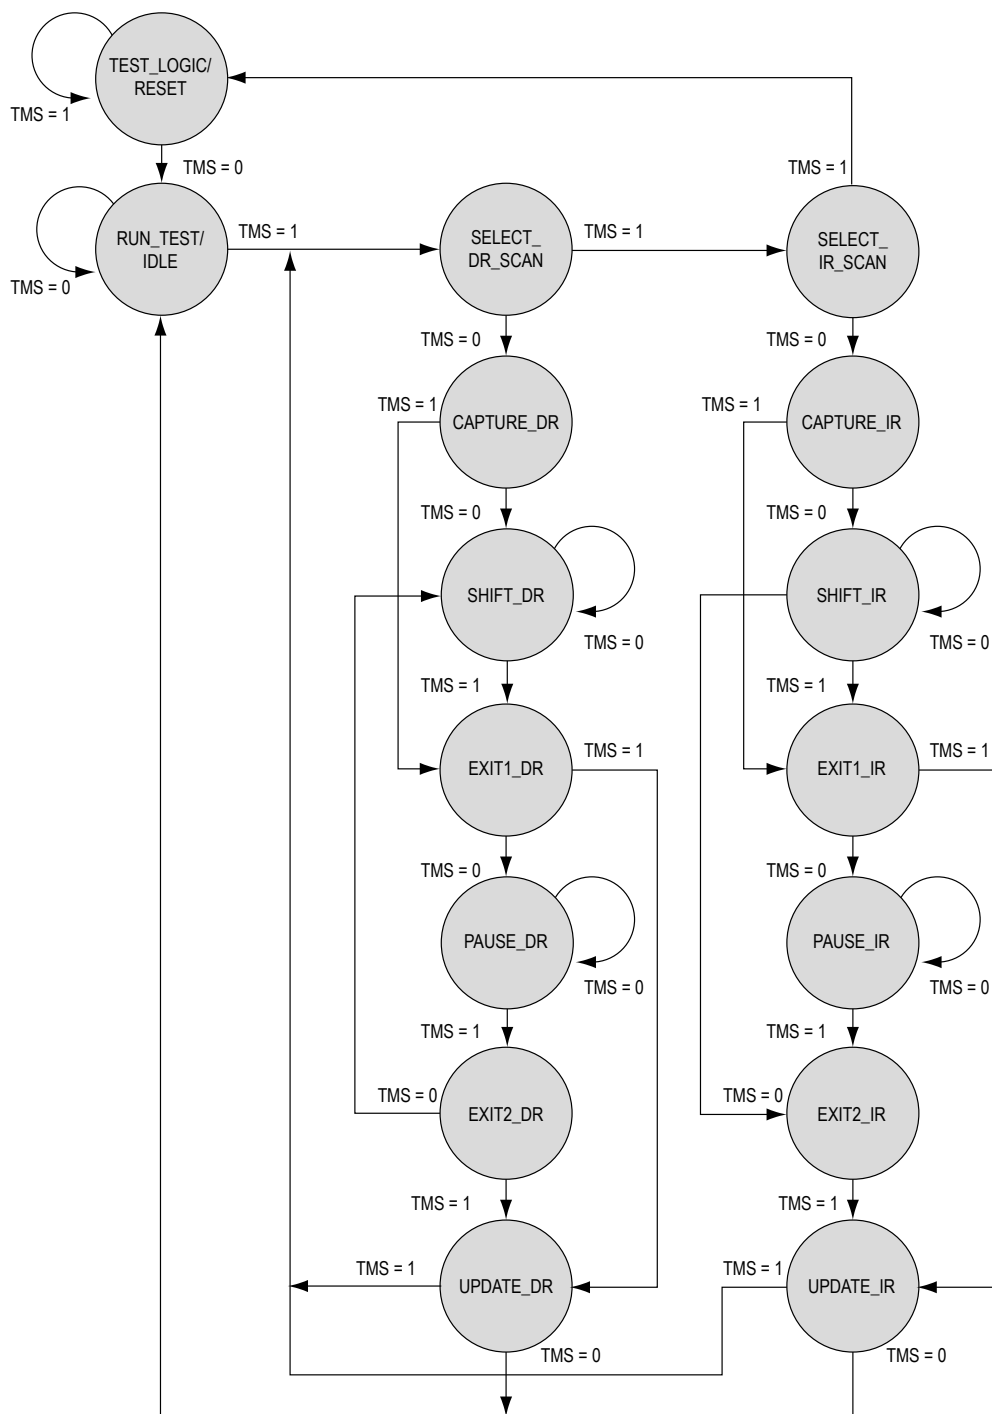 TEST_LOGIC/
RESET
TMS = 1
TMS = 0
TMS = 1
RUN_TEST/
IDLE
TMS = 0
TMS = 1
SELECT_
DR_SCAN
TMS = 1
SELECT_
IR_SCAN
TMS = 0
TMS = 0
TMS = 1
CAPTURE_DR
TMS = 1
CAPTURE_IR
TMS = 0
TMS = 0
SHIFT_DR
TMS = 0
SHIFT_IR
TMS = 0
TMS = 1
TMS = 1
EXIT1_DR
TMS = 1
EXIT1_IR
TMS = 1
TMS = 0
TMS = 0
PAUSE_DR
TMS = 0
PAUSE_IR
TMS = 0
TMS = 1
TMS = 1
TMS = 0
EXIT2_DR
TMS = 0
EXIT2_IR
TMS = 1
TMS = 1
TMS = 1
UPDATE_DR
TMS = 1
UPDATE_IR
TMS = 0
TMS = 0